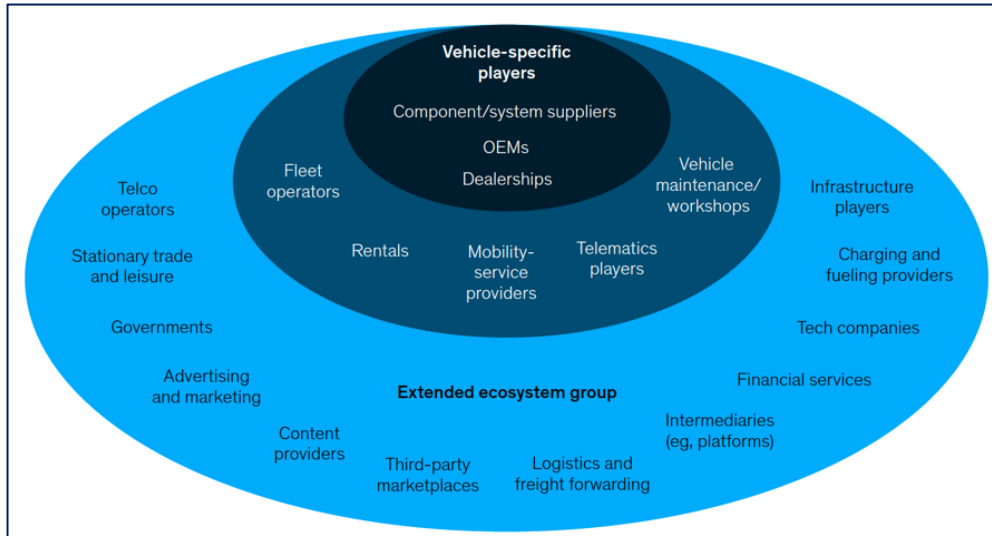 Vehicle-specific
players
Component/system suppliers
OEMs
Dealerships
Fleet
operators
Rentals
Mobility-
service
providers
Telematics
players
Vehicle
maintenance/
workshops
Telco
operators
Stationary trade
and leisure
Governments
Advertising
and marketing
Content
providers
Third-party
marketplaces
Extended ecosystem group
Logistics and
freight forwarding
Intermediaries
(eg, platforms)
Financial services
Tech companies
Charging and
fueling providers
Infrastructure
players